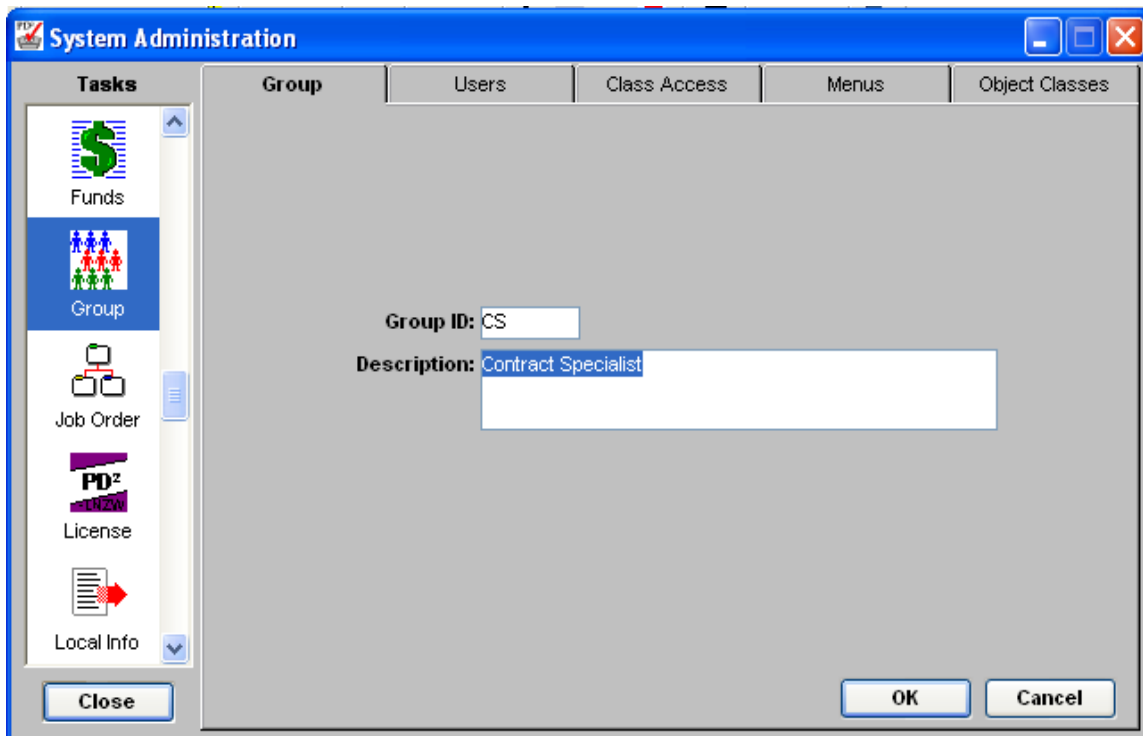 System Administration
Tasks
Group
Users
Class Access
Menus
Object Classes
Funds
Group
Job Order
PD²
License
Local Info
Group ID: CS
Description: Contract Specialist
Close
OK
Cancel